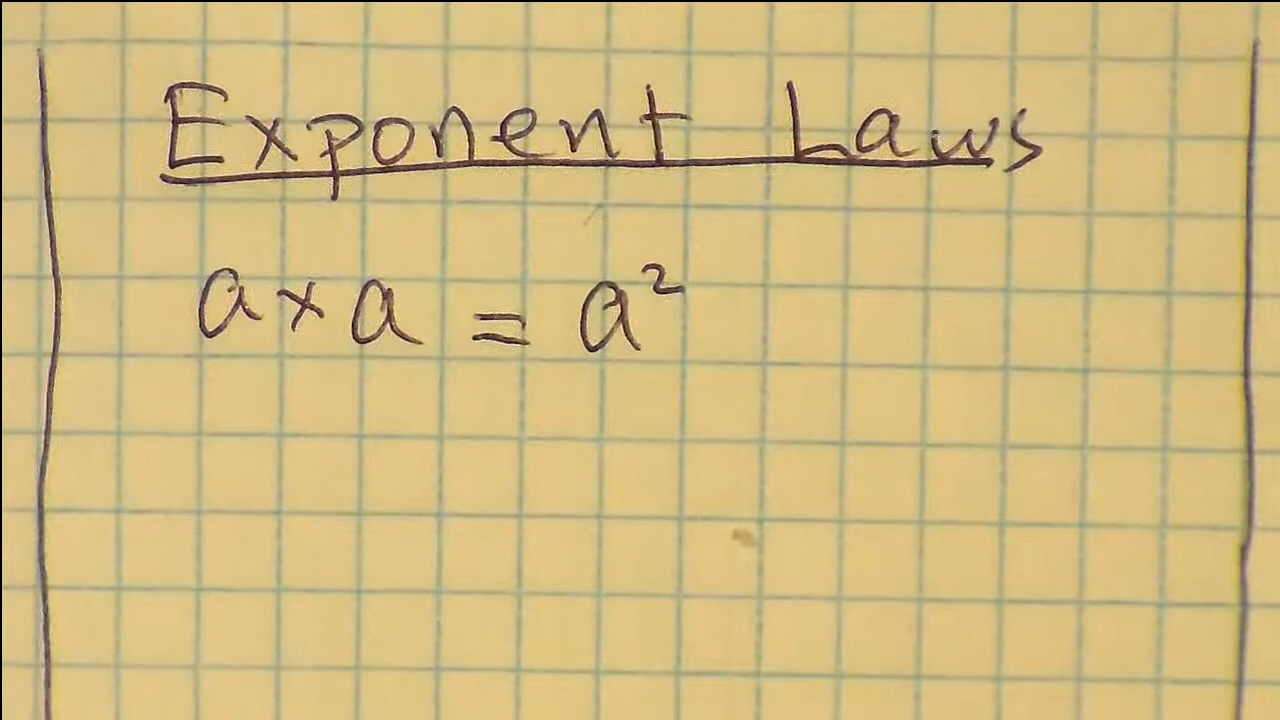 Exponent Laws
a × a = a²